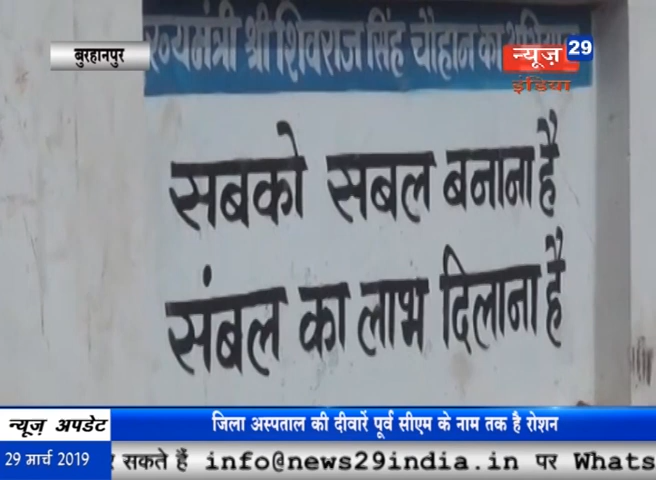 बुरहानपुर
श्री शिवराज सिंह चौहान का
न्यूज़ 29
इंडिया
सबको सबल बनाना है
संबल का लाभ दिलाना है
न्यूज़ अपडेट
जिला अस्पताल की दीवारें पूर्व सीएम के नाम तक है रोशन
29 मार्च 2019
सकते हैं info@news29india.in पर Whats